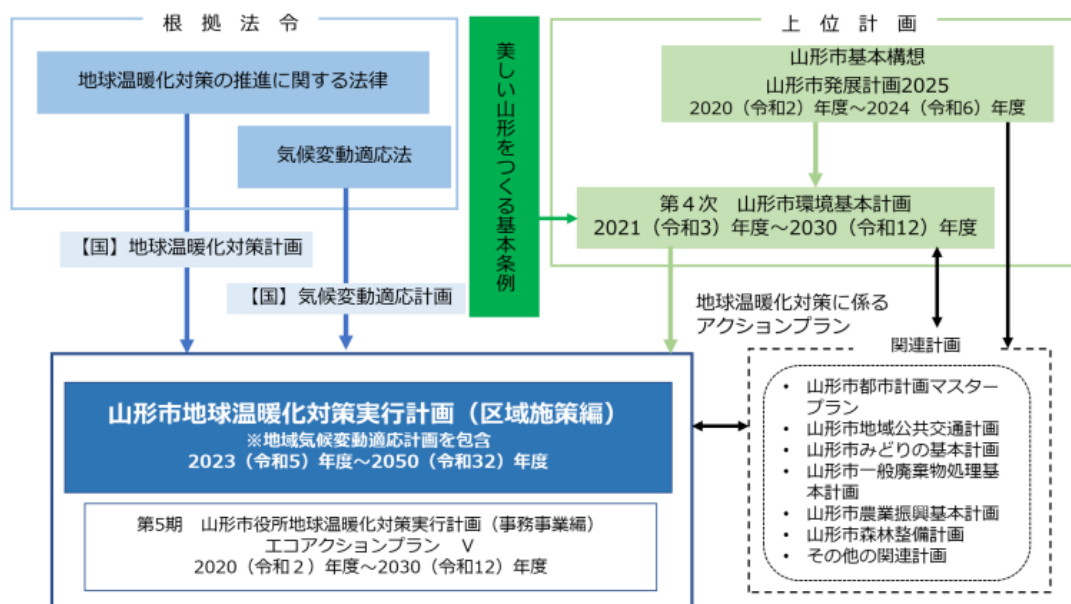 根 拠 法 令
地球温暖化対策の推進に関する法律
気候変動適応法
【国】地球温暖化対策計画
【国】気候変動適応計画
美しい山形をつくる基本条例
上 位 計 画
山形市基本構想
山形市発展計画2025
2020（令和2）年度～2024（令和6）年度
第４次　山形市環境基本計画
2021（令和3）年度～2030（令和12）年度
地球温暖化対策に係る
アクションプラン
山形市地球温暖化対策実行計画（区域施策編）
※地域気候変動適応計画を包含
2023（令和5）年度～2050（令和32）年度
第5期　山形市役所地球温暖化対策実行計画（事務事業編）
エコアクションプラン　Ⅴ
2020（令和２）年度～2030（令和12）年度
関連計画
• 山形市都市計画マスター
プラン
• 山形市地域公共交通計画
• 山形市みどりの基本計画
• 山形市一般廃棄物処理基
本計画
• 山形市農業振興基本計画
• 山形市森林整備計画
• その他の関連計画